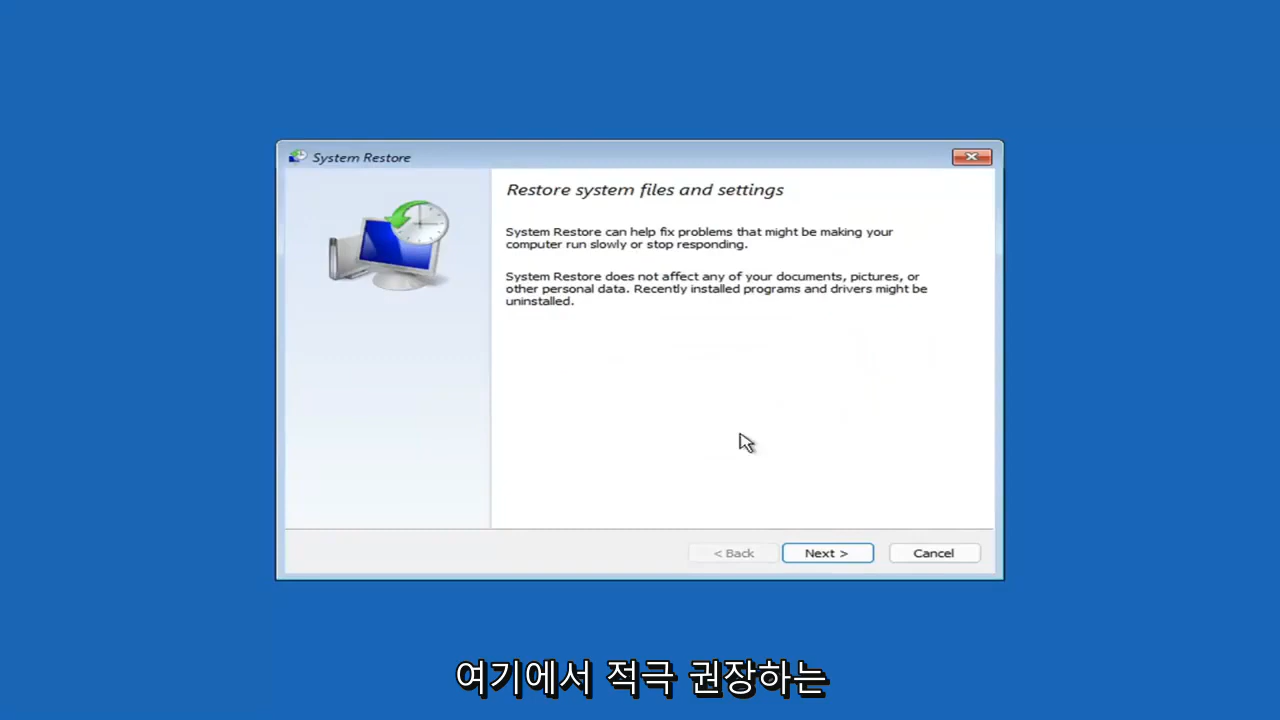 System Restore
Restore system files and settings
System Restore can help fix problems that might be making your
computer run slowly or stop responding.
System Restore does not affect any of your documents, pictures, or
other personal data. Recently installed programs and drivers might be
uninstalled.
< Back Next > Cancel
여기에서 적극 권장하는